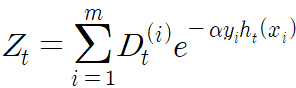 Z_t = \sum_{i=1}^{m} D_t^{(i)} e^{-\alpha y_i h_t(x_i)}